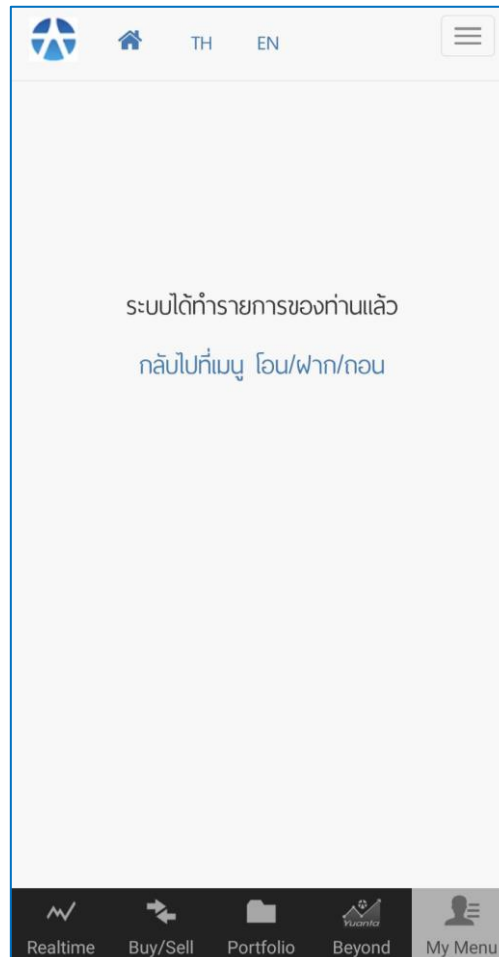 TH EN
ระบบได้ทำรายการของท่านแล้ว
กลับไปที่เมนู โอน/ฝาก/ถอน
Yuanta
Realtime Buy/Sell Portfolio Beyond My Menu